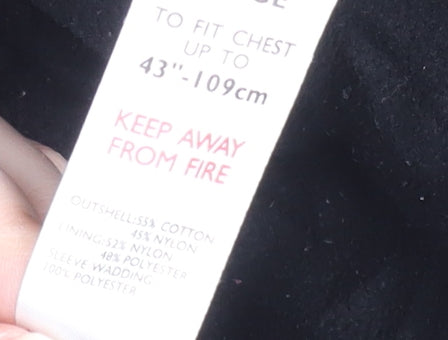 TO FIT CHEST
UP TO
43"-109cm
KEEP AWAY
FROM FIRE
OUTSHELL:55% COTTON
45% NYLON
LINING:52% NYLON
48% POLYESTER
SLEEVE WADDING
100% POLYESTER